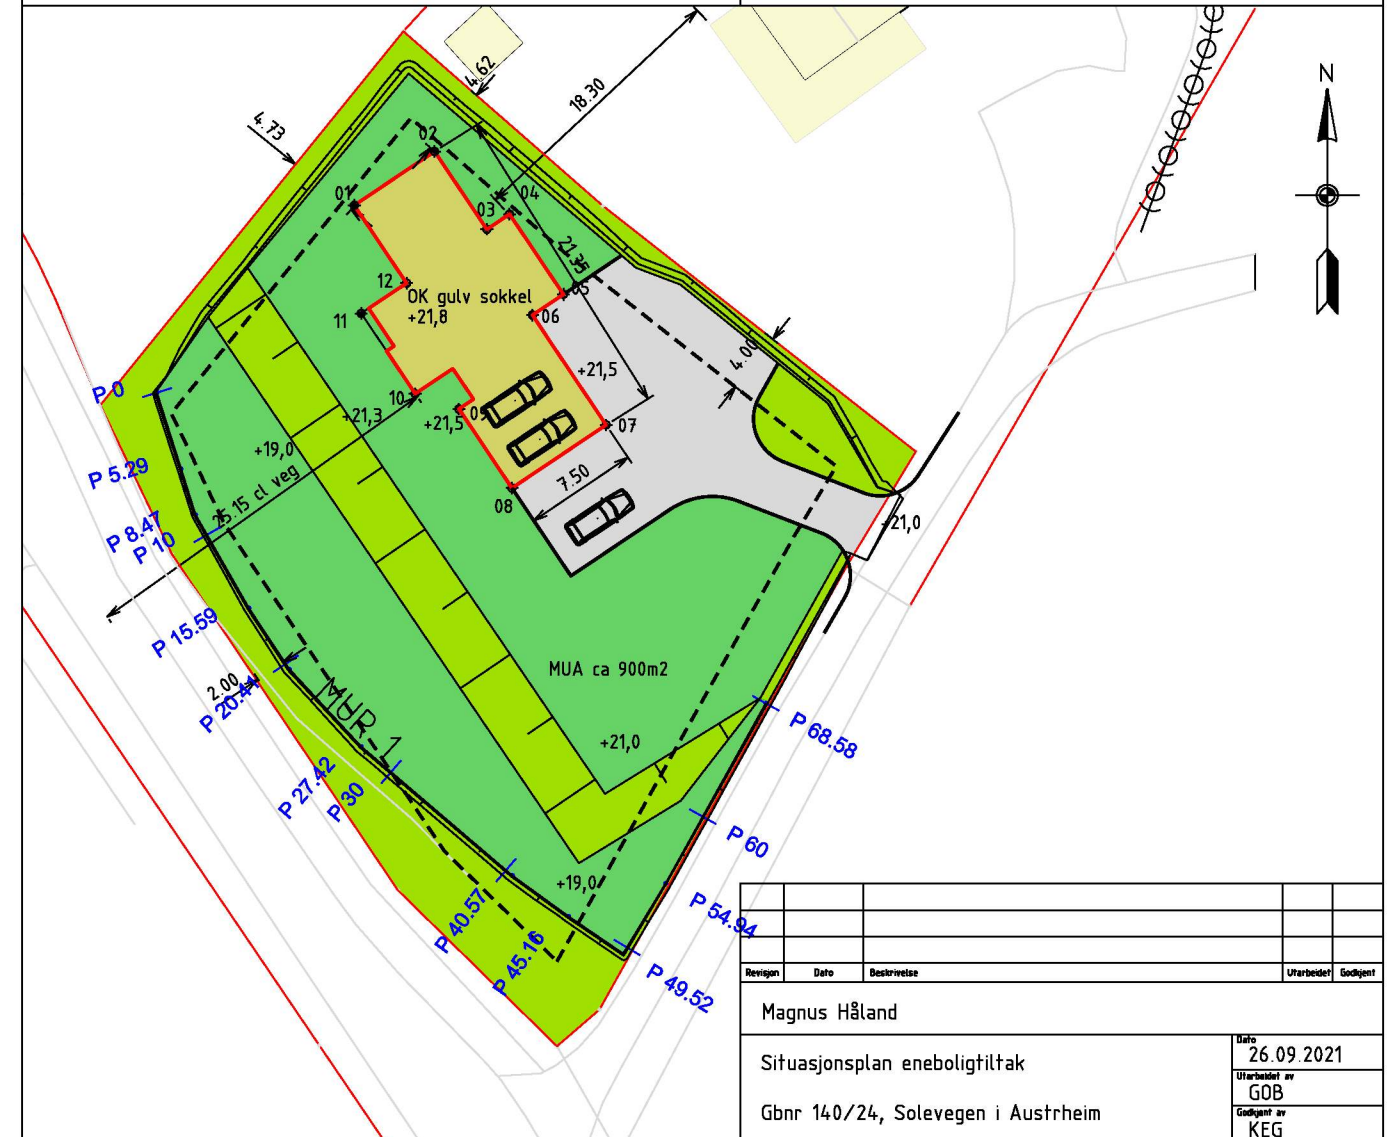 4.62
18.30
N
4.73
02
01
04
03
21.35
12
OK gulv sokkel
05
+21,8
11
06
4.00
+21,5
P 0
10
+21,3
09
+21,5
07
+19,0
P 5.29
7.50
25.15 cl veg
08
P 8.47
+21,0
P 10
P 15.59
MUA ca 900m2
2.00
P 20.41
MUR 1
P 68.58
+21,0
P 27.42
P 30
P 60
+19,0
P 40.57
P 54.94
P 45.16
P 49.52
Revisjon Dato Beskrivelse Utarbeidet Godkjent
Magnus Håland
Dato
26.09.2021
Situasjonsplan eneboligtiltak
Utarbeidet av
GOB
Gbnr 140/24, Solevegen i Austrheim
Godkjent av
KEG